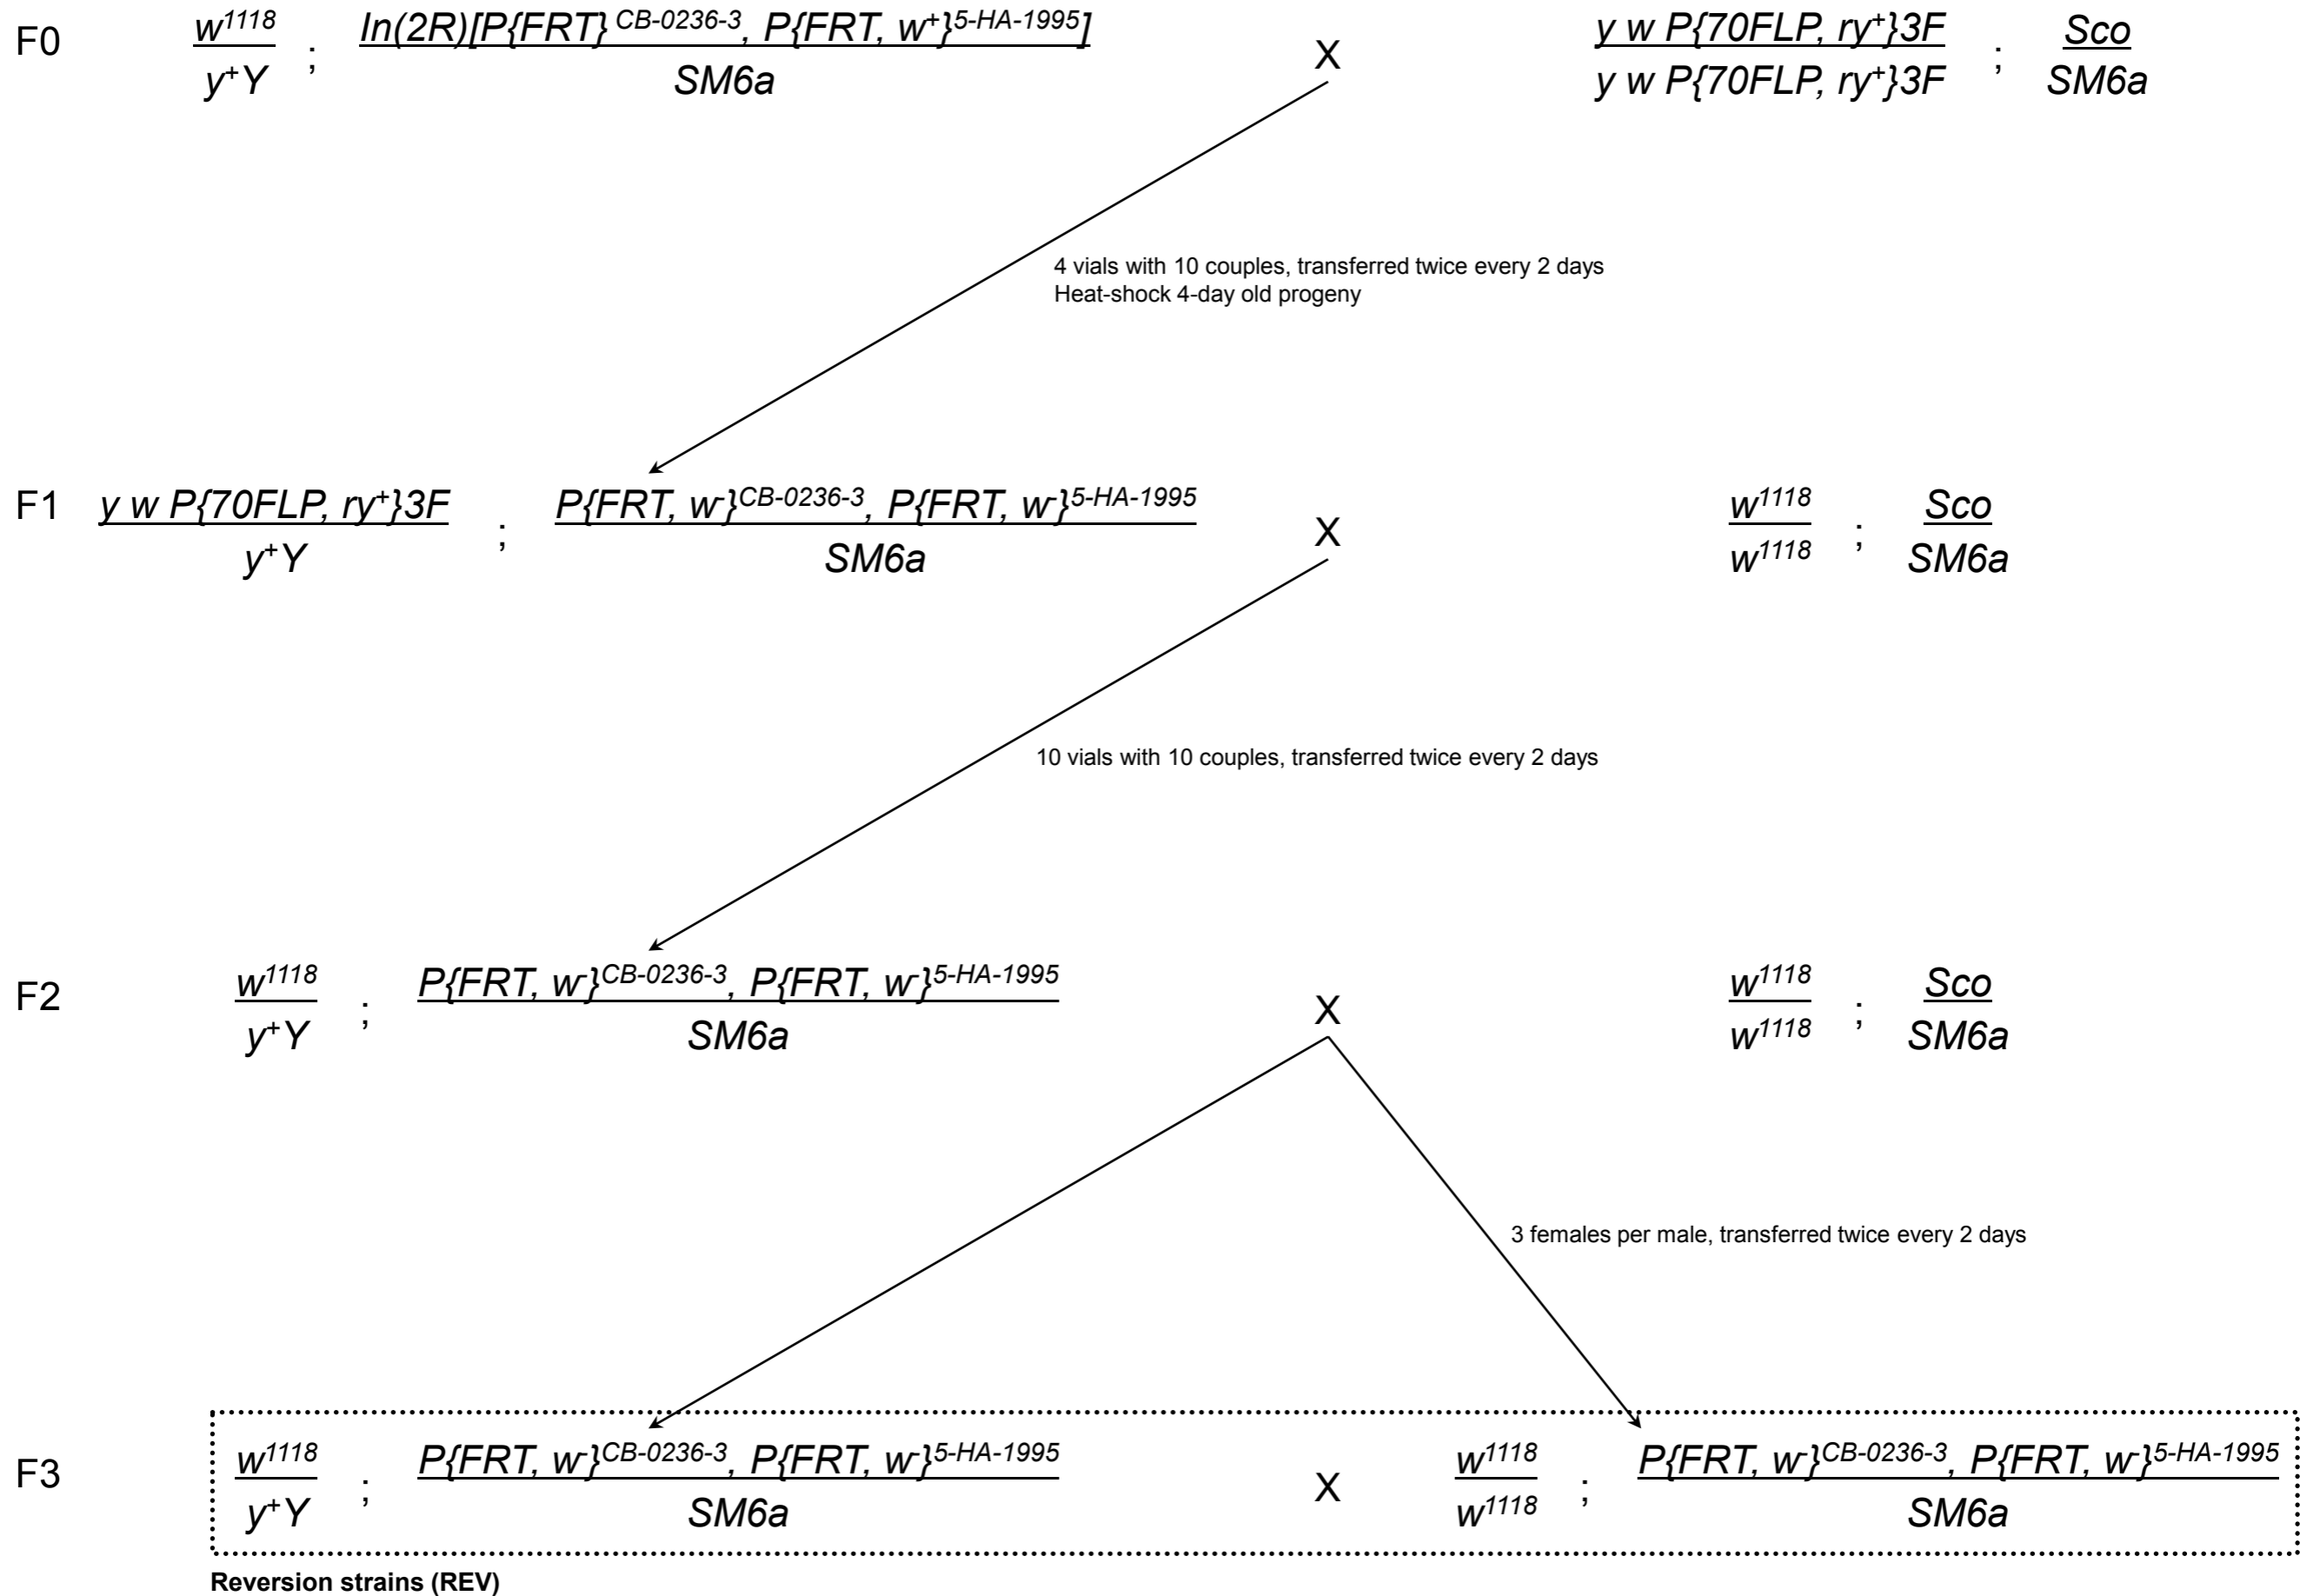 F0 w1118 ; In(2R)[P{FRT} CB-0236-3, P{FRT, w+}5-HA-1995] X y w P{70FLP, ry+}3F ; Sco
y+Y SM6a y w P{70FLP, ry+}3F SM6a
4 vials with 10 couples, transferred twice every 2 days
Heat-shock 4-day old progeny
F1 y w P{70FLP, ry+}3F ; P{FRT, w-}CB-0236-3, P{FRT, w-}5-HA-1995 X w1118 ; Sco
y+Y SM6a w1118 SM6a
10 vials with 10 couples, transferred twice every 2 days
F2 w1118 ; P{FRT, w-}CB-0236-3, P{FRT, w-}5-HA-1995 X w1118 ; Sco
y+Y SM6a w1118 SM6a
3 females per male, transferred twice every 2 days
F3 w1118 ; P{FRT, w-}CB-0236-3, P{FRT, w-}5-HA-1995 X w1118 ; P{FRT, w-}CB-0236-3, P{FRT, w-}5-HA-1995
y+Y SM6a w1118 SM6a
Reversion strains (REV)